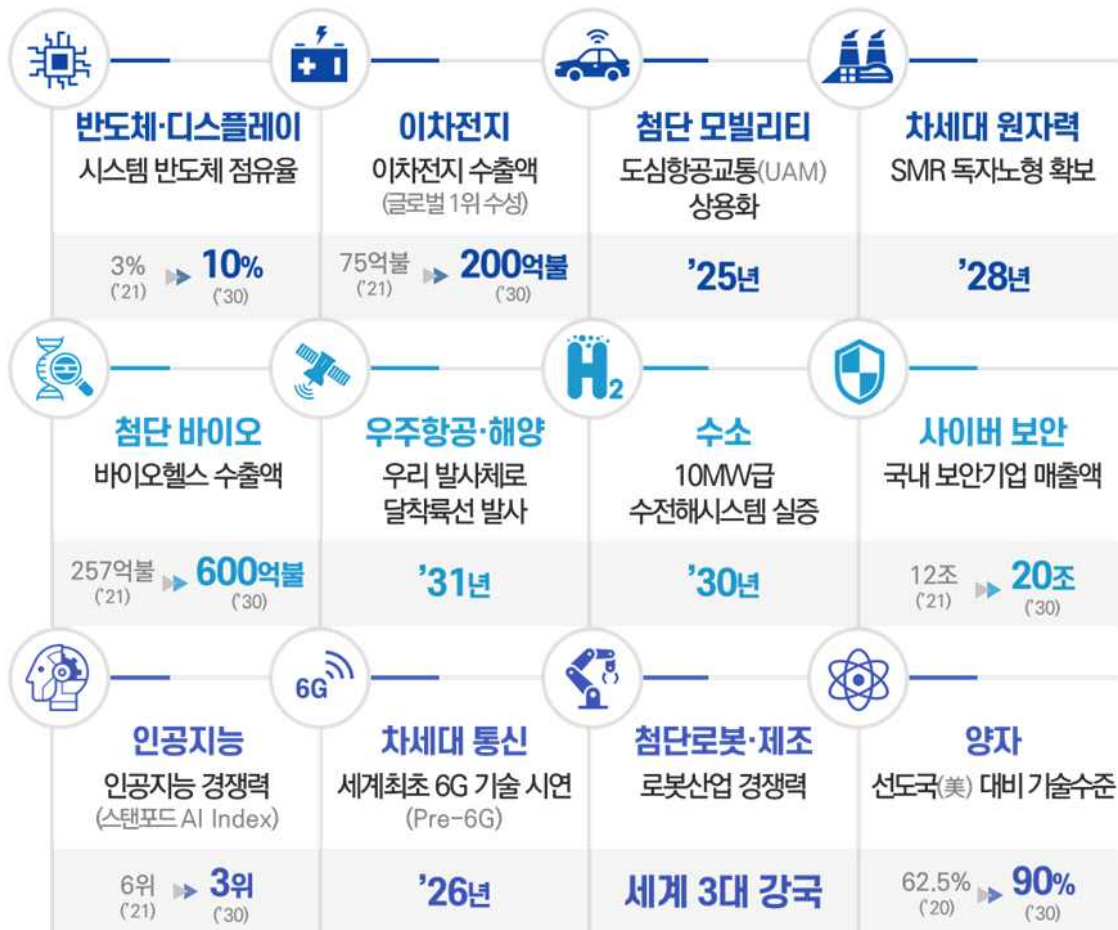 반도체·디스플레이
시스템 반도체 점유율
3%
('21)
10%
('30)
이차전지
이차전지 수출액
(글로벌 1위 수성)
75억불
('21)
200억불
('30)
첨단 모빌리티
도심항공교통(UAM)
상용화
'25년
차세대 원자력
SMR 독자노형 확보
'28년
첨단 바이오
바이오헬스 수출액
257억불
('21)
600억불
('30)
우주항공·해양
우리 발사체로
달착륙선 발사
'31년
H2
수소
10MW급
수전해시스템 실증
'30년
사이버 보안
국내 보안기업 매출액
12조
('21)
20조
('30)
인공지능
인공지능 경쟁력
(스탠포드 AI Index)
6위
('21)
3위
('30)
6G
차세대 통신
세계최초 6G 기술 시연
(Pre-6G)
'26년
첨단로봇·제조
로봇산업 경쟁력
세계 3대 강국
양자
선도국(美) 대비 기술수준
62.5%
('20)
90%
('30)